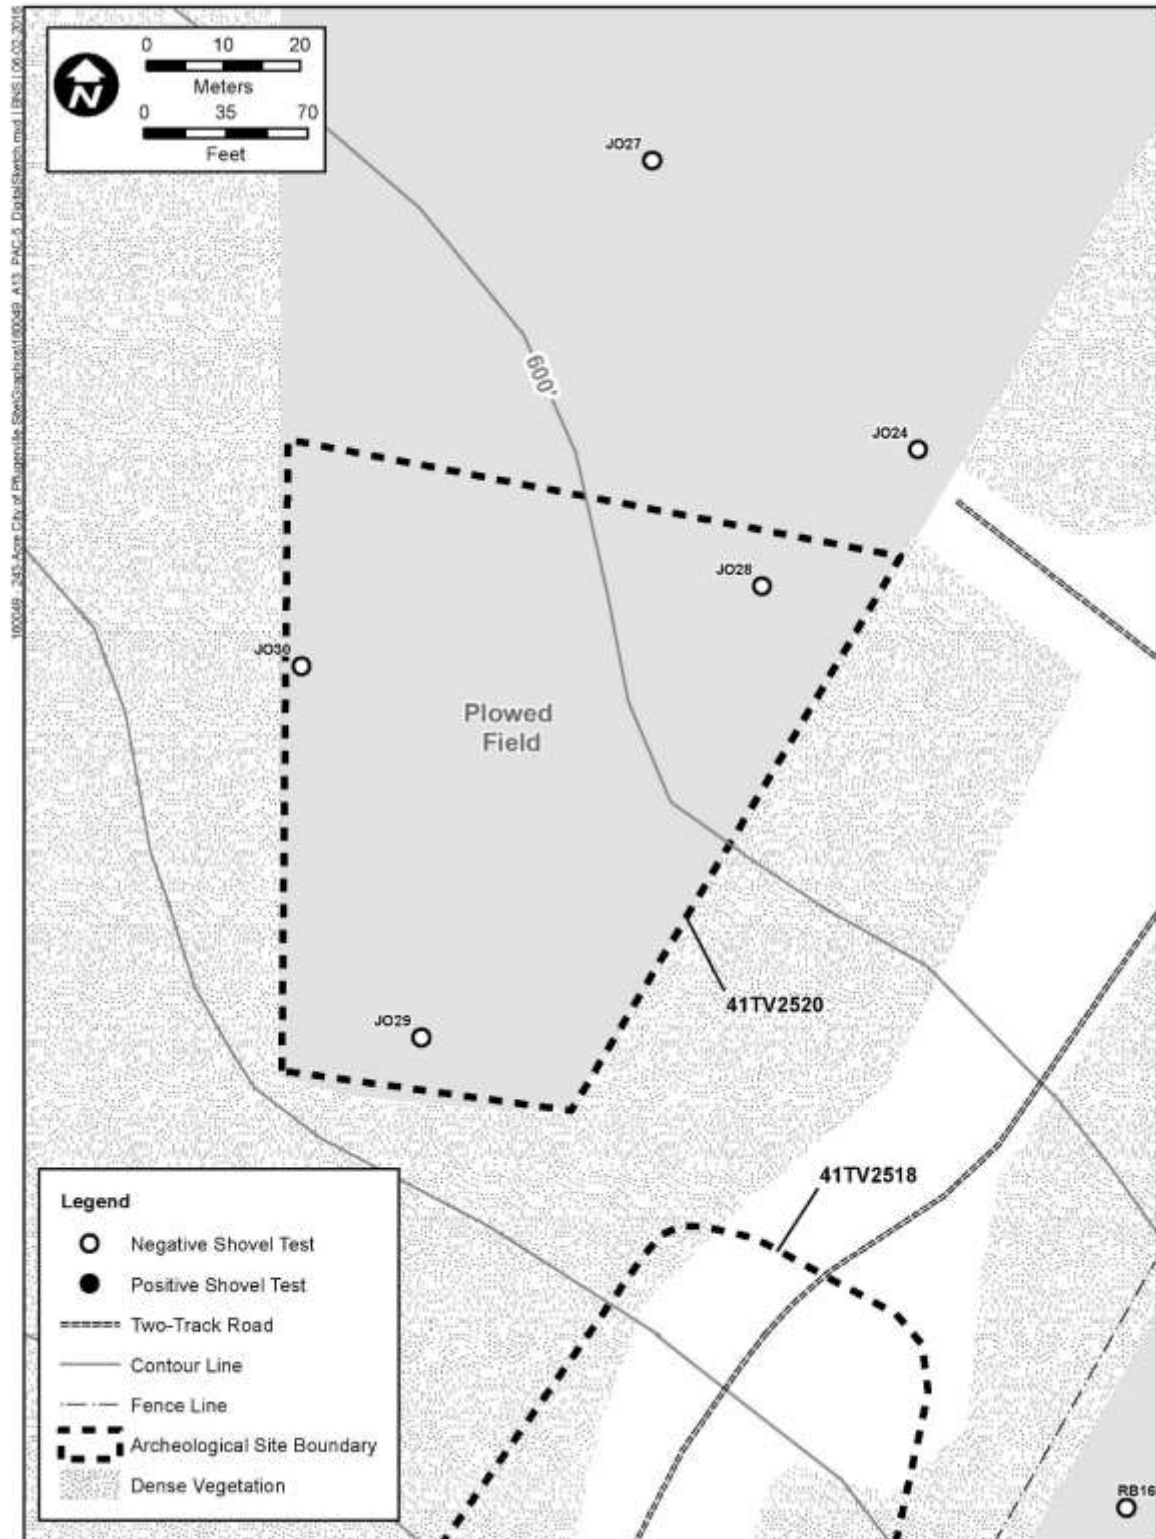 0 10 20
Meters
0 35 70
Feet
N
JO27
600'
JO24
JO28
JO30
Plowed
Field
41TV2520
JO29
41TV2518
Legend
Negative Shovel Test
Positive Shovel Test
Two-Track Road
Contour Line
Fence Line
Archeological Site Boundary
Dense Vegetation
RB16